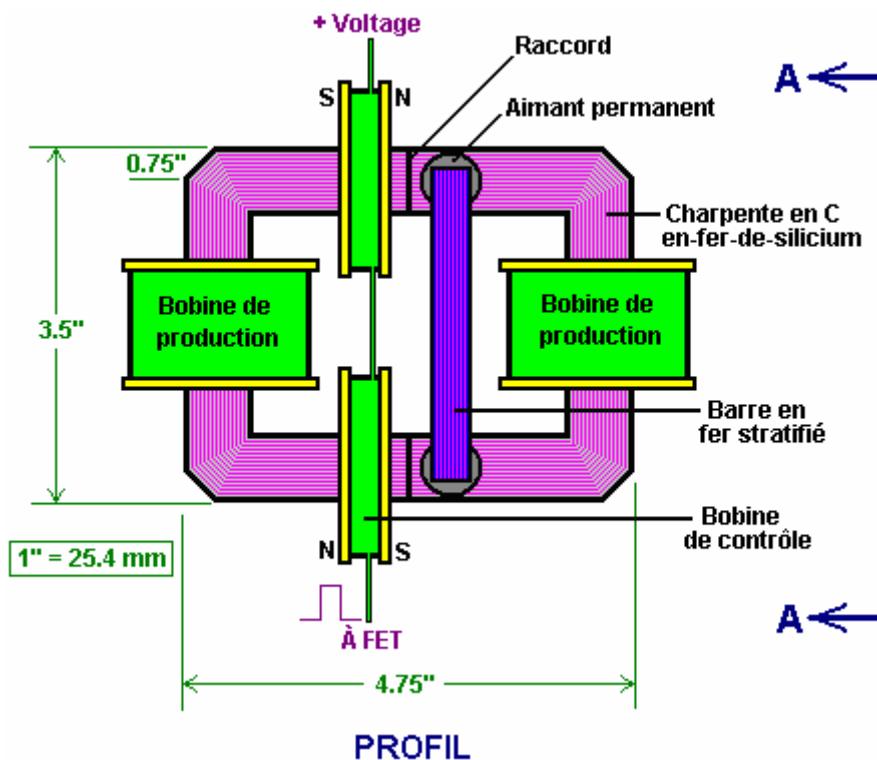 + Voltage
Raccord
S
N
A
Aimant permanent
0.75"
Charpente en C
en-fer-de-silicium
Bobine de
production
Bobine de
production
3.5"
Barre en
fer stratifié
Bobine
de contrôle
1" = 25.4 mm
N
S
A
À FET
4.75"
PROFIL